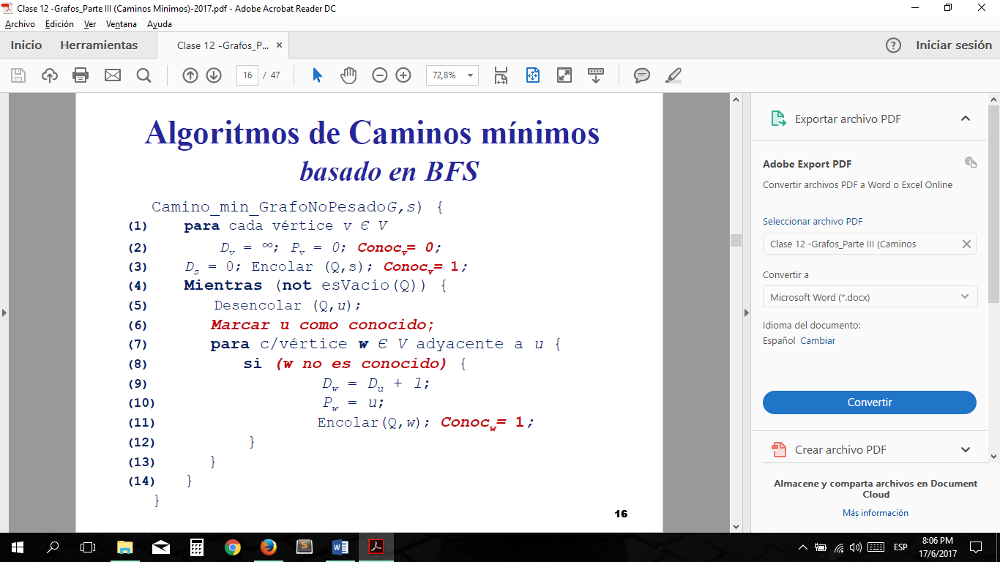 Clase 12 -Grafos_Parte III (Caminos Minimos)-2017.pdf - Adobe Acrobat Reader DC
Archivo Edición Ver Ventana Ayuda
Inicio Herramientas Clase 12 -Grafos_P... × Iniciar sesión
16 / 47 72,8%
Algoritmos de Caminos mínimos
basado en BFS
Camino_min_GrafoNoPesadoG,s) {
(1) para cada vértice v Є V
(2) Dv = ∞; Pv = 0; Conocv= 0;
(3) Ds = 0; Encolar (Q,s); Conocv= 1;
(4) Mientras (not esVacio(Q)) {
(5) Desencolar (Q,u);
(6) Marcar u como conocido;
(7) para c/vértice w Є V adyacente a u {
(8) si (w no es conocido) {
(9) Dw = Du + 1;
(10) Pw = u;
(11) Encolar(Q,w); Conocw= 1;
(12) }
(13) }
(14) }
}
16
Exportar archivo PDF
Adobe Export PDF
Convertir archivos PDF a Word o Excel Online
Seleccionar archivo PDF
Clase 12 -Grafos_Parte III (Caminos
Convertir a
Microsoft Word (*.docx)
Idioma del documento:
Español Cambiar
Convertir
Crear archivo PDF
Almacene y comparta archivos en Document
Cloud
Más información
ESP
8:06 PM
17/6/2017